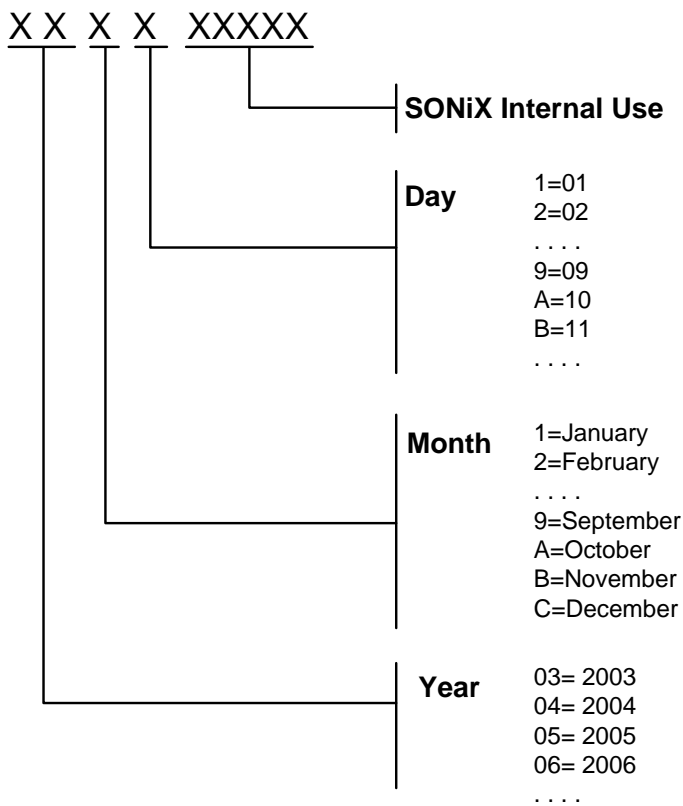 X X X X XXXXX
SONiX Internal Use
Day
1=01
2=02
. . . .
9=09
A=10
B=11
. . . .
Month
1=January
2=February
. . . .
9=September
A=October
B=November
C=December
Year
03= 2003
04= 2004
05= 2005
06= 2006
. . . .